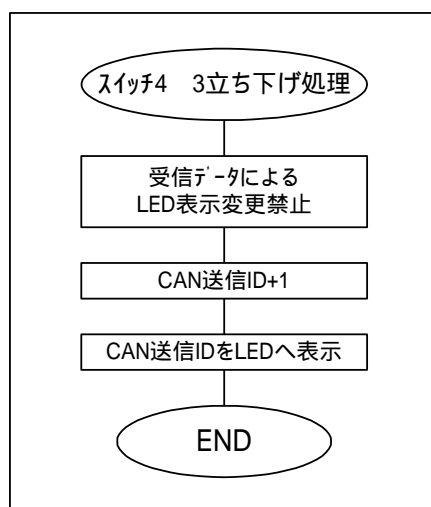 ｽｲｯﾁ4　3立ち下げ処理
受信ﾃﾞｰﾀによる
LED表示変更禁止
CAN送信ID+1
CAN送信IDをLEDへ表示
END